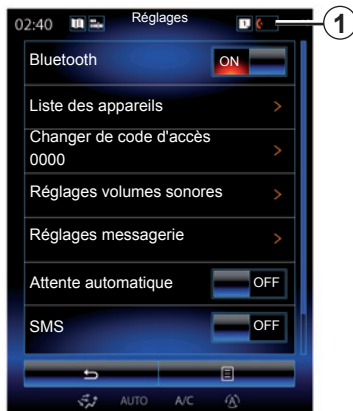 02:40 Réglages 1
Bluetooth ON
Liste des appareils >
Changer de code d'accès >
0000
Réglages volumes sonores >
Réglages messagerie >
Attente automatique OFF
SMS OFF
AUTO A/C